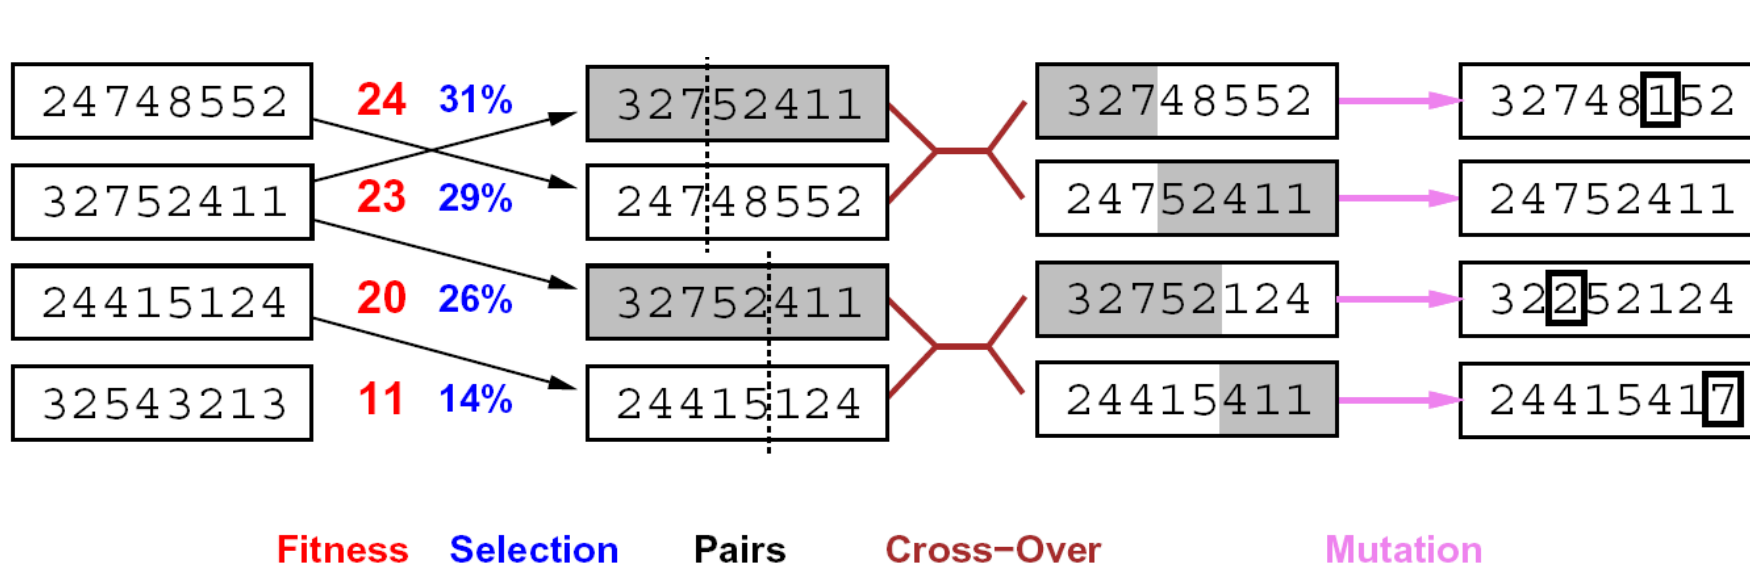 24748552 24 31% 32752411 32748552 32748152
32752411 23 29% 24748552 24752411 24752411
24415124 20 26% 32752411 32752124 32252124
32543213 11 14% 24415124 24415411 24415417
Fitness Selection Pairs Cross−Over Mutation